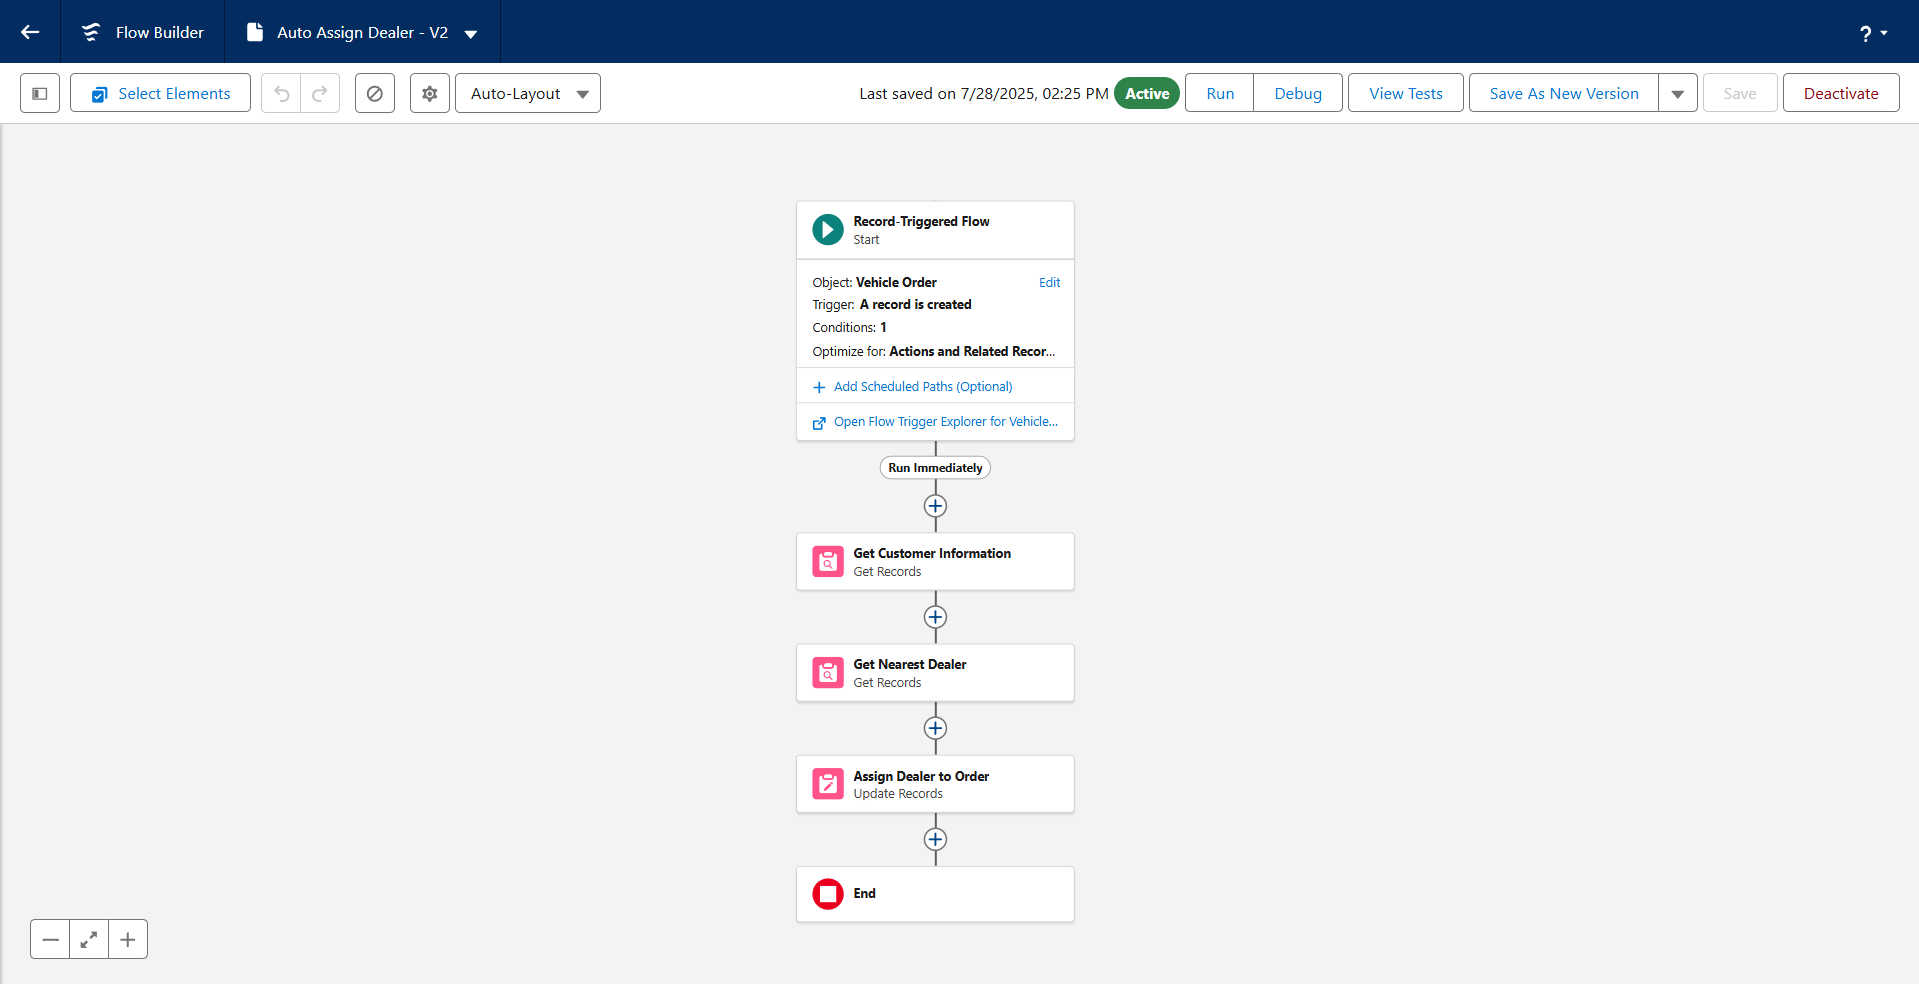 Flow Builder
Auto Assign Dealer - V2
?
Select Elements
Auto-Layout
Last saved on 7/28/2025, 02:25 PM
Active
Run
Debug
View Tests
Save As New Version
Save
Deactivate
Record-Triggered Flow
Start
Object: Vehicle Order
Edit
Trigger: A record is created
Conditions: 1
Optimize for: Actions and Related Recor...
Add Scheduled Paths (Optional)
Open Flow Trigger Explorer for Vehicle...
Run Immediately
Get Customer Information
Get Records
Get Nearest Dealer
Get Records
Assign Dealer to Order
Update Records
End